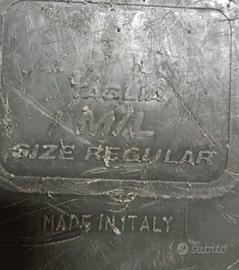 TAGLIA
M/L
SIZE REGULAR
MADE IN ITALY
subito